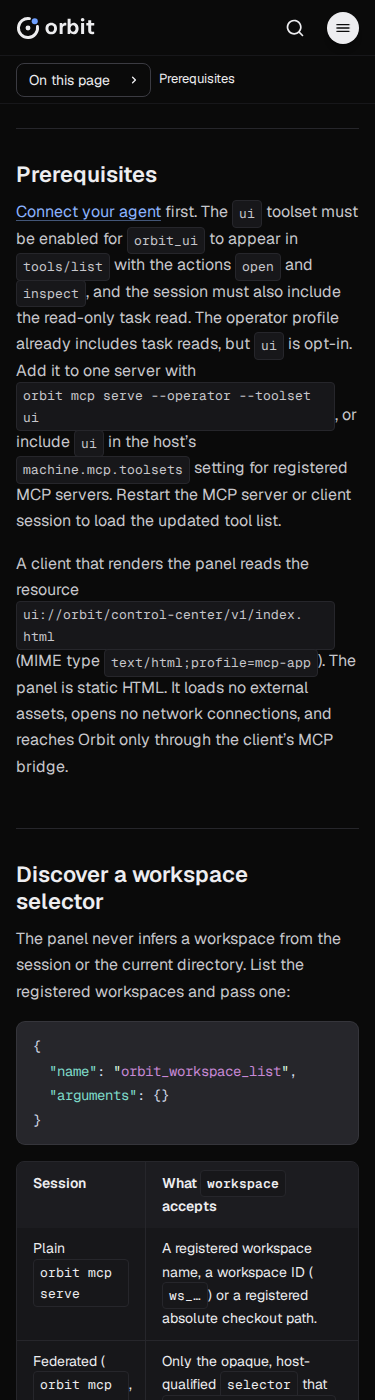 orbit
On this page
Prerequisites
Prerequisites
Connect your agent first. The ui toolset must
be enabled for orbit_ui to appear in
tools/list with the actions open and
inspect, and the session must also include
the read-only task read. The operator profile
already includes task reads, but ui is opt-in.
Add it to one server with
orbit mcp serve --operator --toolset
ui, or
include ui in the host's
machine.mcp.toolsets setting for registered
MCP servers. Restart the MCP server or client
session to load the updated tool list.
A client that renders the panel reads the
resource
ui://orbit/control-center/v1/index.
html
(MIME type text/html;profile=mcp-app). The
panel is static HTML. It loads no external
assets, opens no network connections, and
reaches Orbit only through the client's MCP
bridge.
Discover a workspace
selector
The panel never infers a workspace from the
session or the current directory. List the
registered workspaces and pass one:
{
"name": "orbit_workspace_list",
"arguments": {}
}
Session
What workspace
accepts
Plain
orbit mcp
serve
A registered workspace
name, a workspace ID (
ws_…) or a registered
absolute checkout path.
Federated (
orbit mcp ,
Only the opaque, host-
qualified selector that